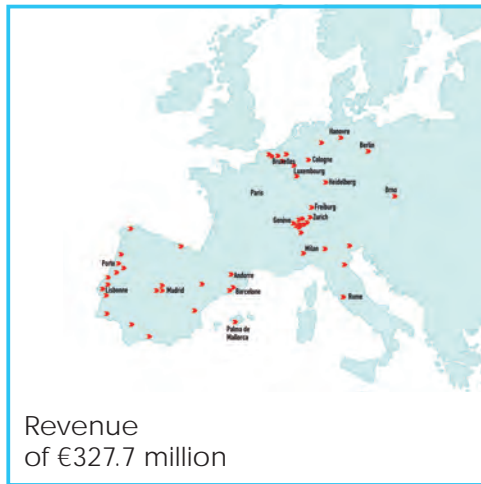 Hanovre
Berlin
Bruxelles
Cologne
Luxembourg
Heidelberg
Paris
Brno
Freiburg
Genève
Zurich
Milan
Porto
Andorre
Lisbonne
Madrid
Barcelone
Rome
Palma de
Mallorca
Revenue
of €327.7 million